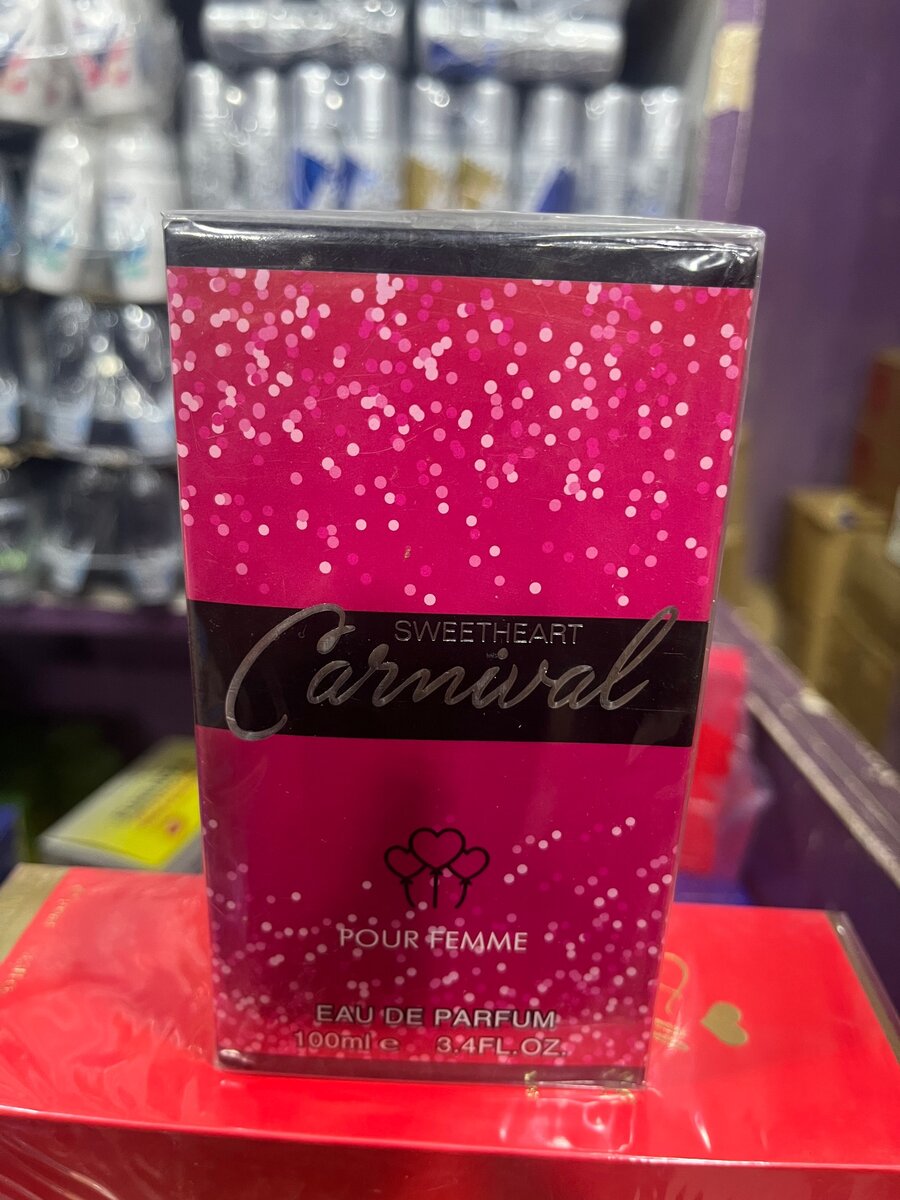 SWEETHEART
Carnival
POUR FEMME
EAU DE PARFUM
100ml e 3.4FL.OZ.